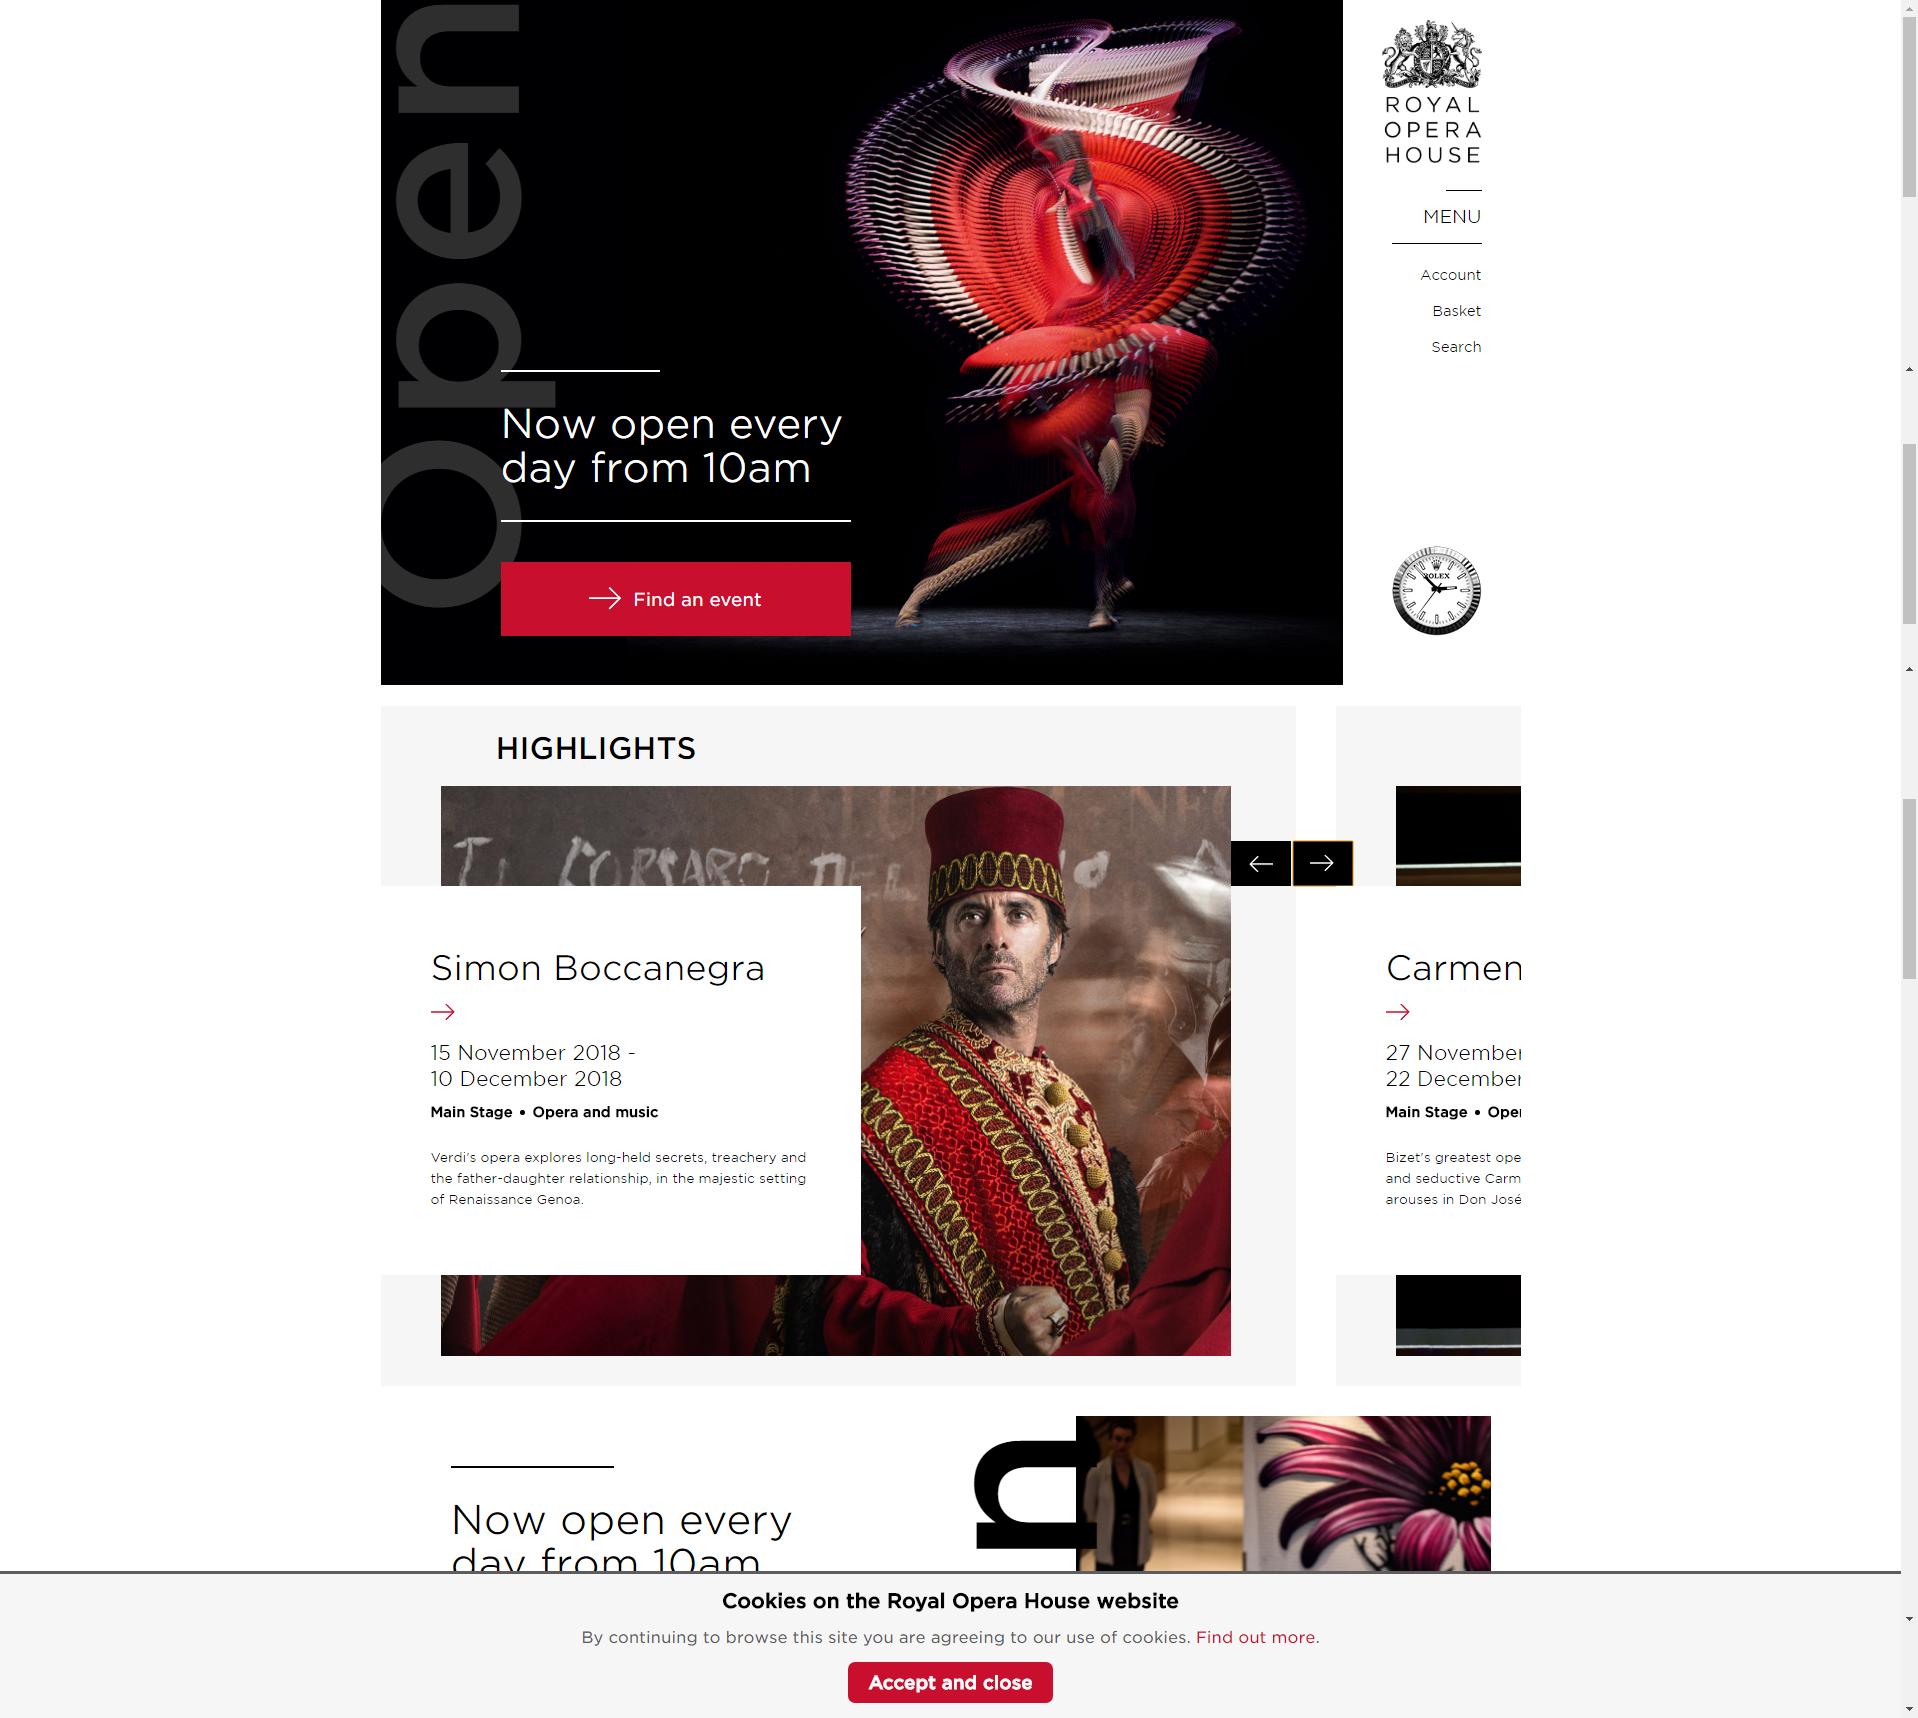 Open
Now open every
day from 10am
Find an event
ROYAL
OPERA
HOUSE
MENU
Account
Basket
Search
ROLEX
HIGHLIGHTS
Simon Boccanegra
15 November 2018 -
10 December 2018
Main Stage • Opera and music
Verdi's opera explores long-held secrets, treachery and
the father-daughter relationship, in the majestic setting
of Renaissance Genoa.
Carmen
27 November
22 December
Main Stage • Oper
Bizet's greatest ope
and seductive Carm
arouses in Don José
Now open every
day from 10am
n
Cookies on the Royal Opera House website
By continuing to browse this site you are agreeing to our use of cookies. Find out more.
Accept and close